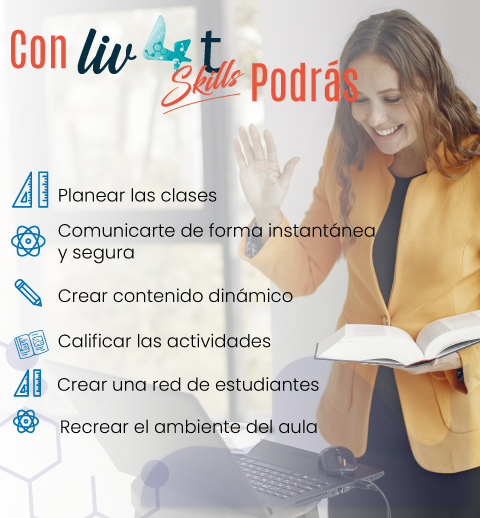 Con liv t
Skills Podrás
Planear las clases
Comunicarte de forma instantánea
y segura
Crear contenido dinámico
Calificar las actividades
Crear una red de estudiantes
Recrear el ambiente del aula